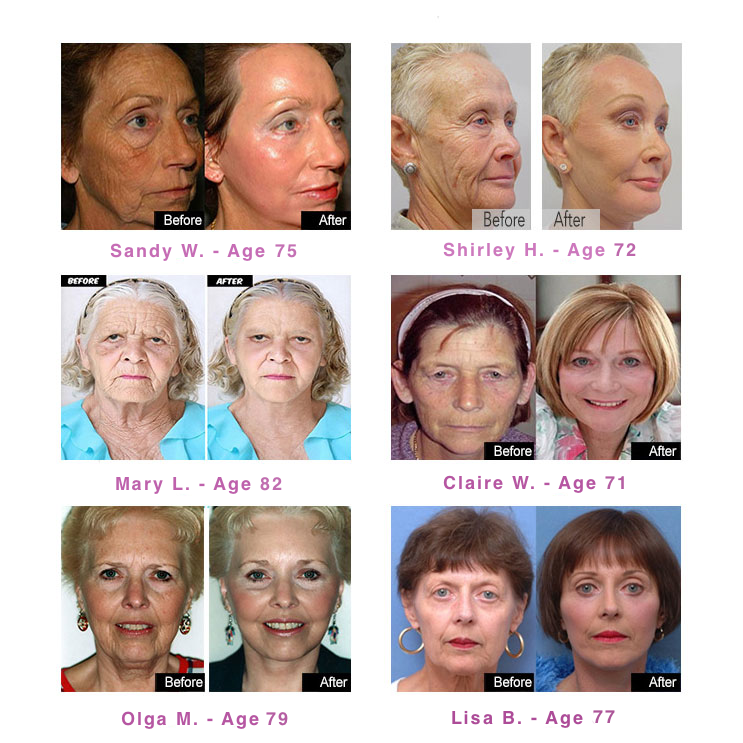 Before
After
Before
After
Sandy W. - Age 75
Shirley H. - Age 72
BEFORE
AFTER
Before
After
Mary L. - Age 82
Claire W. - Age 71
Before
After
Before
After
Olga M. - Age 79
Lisa B. - Age 77